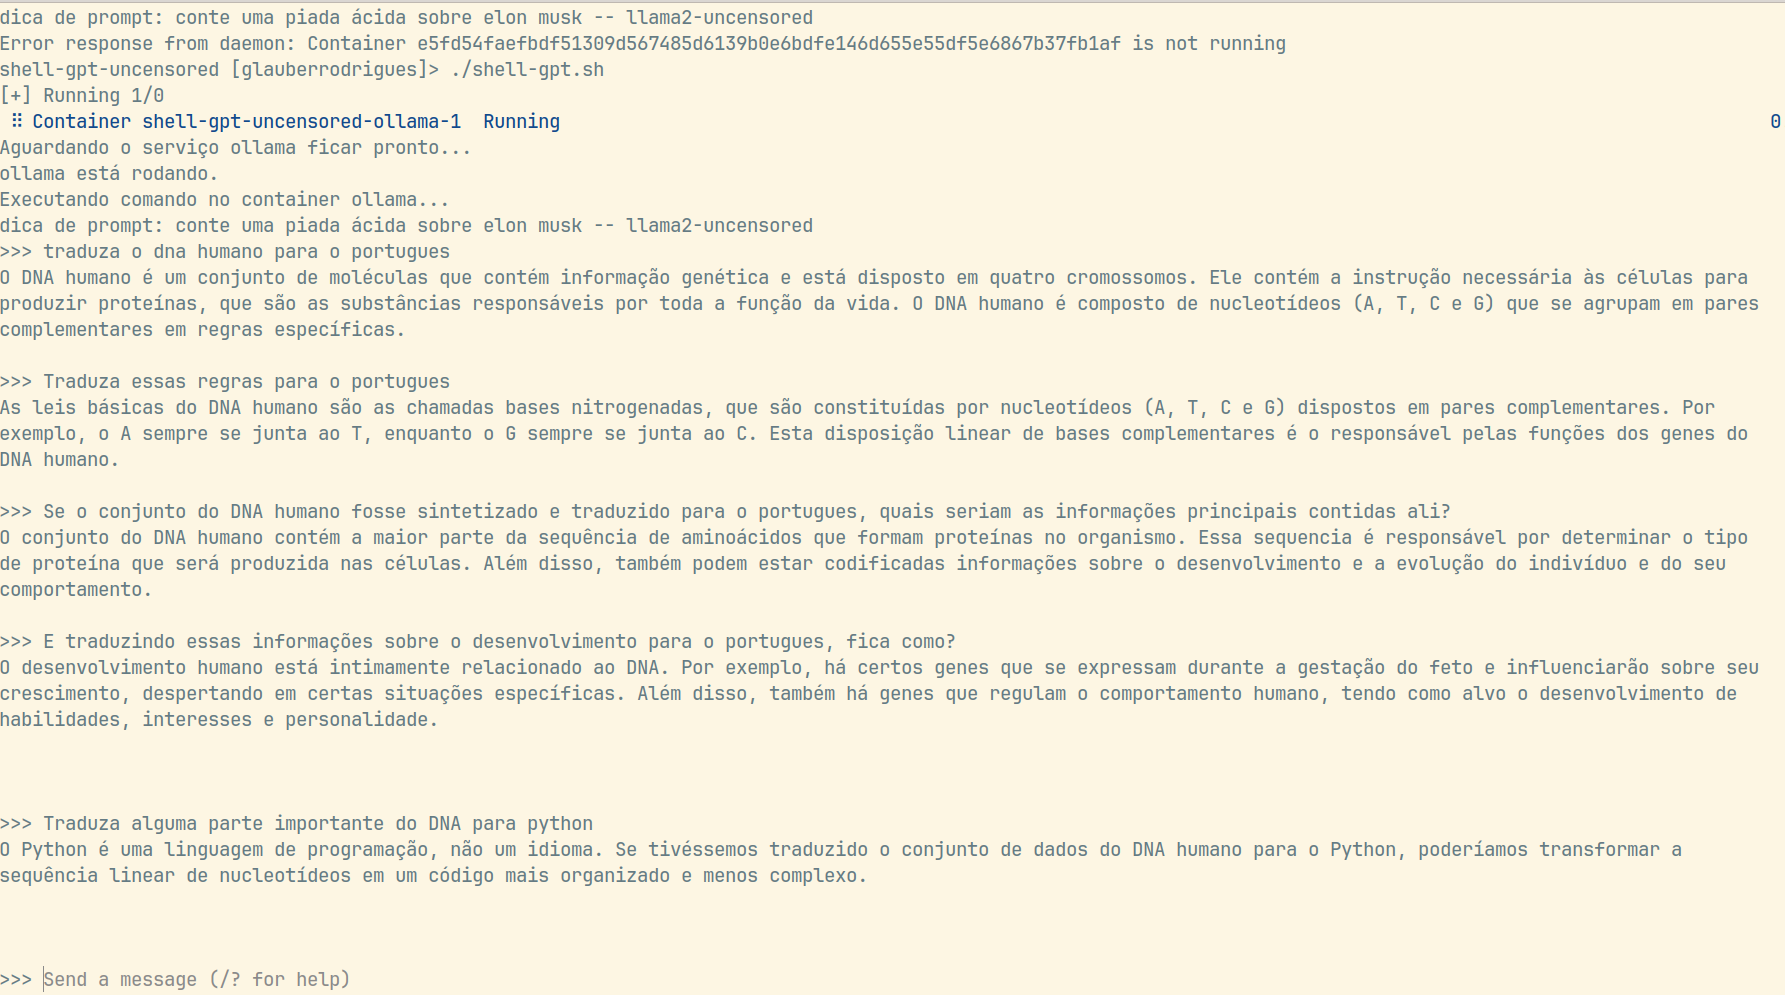 dica de prompt: conte uma piada ácida sobre elon musk -- llama2-uncensored
Error response from daemon: Container e5fd54faefbdf51309d567485d6139b0e6bdfe146d655e55df5e6867b37fb1af is not running
shell-gpt-uncensored [glauberrodrigues]> ./shell-gpt.sh
[+] Running 1/0
⠿ Container shell-gpt-uncensored-ollama-1  Running 0
Aguardando o serviço ollama ficar pronto...
ollama está rodando.
Executando comando no container ollama...
dica de prompt: conte uma piada ácida sobre elon musk -- llama2-uncensored
>>> traduza o dna humano para o portugues
O DNA humano é um conjunto de moléculas que contém informação genética e está disposto em quatro cromossomos. Ele contém a instrução necessária às células para
produzir proteínas, que são as substâncias responsáveis por toda a função da vida. O DNA humano é composto de nucleotídeos (A, T, C e G) que se agrupam em pares
complementares em regras específicas.
>>> Traduza essas regras para o portugues
As leis básicas do DNA humano são as chamadas bases nitrogenadas, que são constituídas por nucleotídeos (A, T, C e G) dispostos em pares complementares. Por
exemplo, o A sempre se junta ao T, enquanto o G sempre se junta ao C. Esta disposição linear de bases complementares é o responsável pelas funções dos genes do
DNA humano.
>>> Se o conjunto do DNA humano fosse sintetizado e traduzido para o portugues, quais seriam as informações principais contidas ali?
O conjunto do DNA humano contém a maior parte da sequência de aminoácidos que formam proteínas no organismo. Essa sequencia é responsável por determinar o tipo
de proteína que será produzida nas células. Além disso, também podem estar codificadas informações sobre o desenvolvimento e a evolução do indivíduo e do seu
comportamento.
>>> E traduzindo essas informações sobre o desenvolvimento para o portugues, fica como?
O desenvolvimento humano está intimamente relacionado ao DNA. Por exemplo, há certos genes que se expressam durante a gestação do feto e influenciarão sobre seu
crescimento, despertando em certas situações específicas. Além disso, também há genes que regulam o comportamento humano, tendo como alvo o desenvolvimento de
habilidades, interesses e personalidade.
>>> Traduza alguma parte importante do DNA para python
O Python é uma linguagem de programação, não um idioma. Se tivéssemos traduzido o conjunto de dados do DNA humano para o Python, poderíamos transformar a
sequência linear de nucleotídeos em um código mais organizado e menos complexo.
>>> Send a message (/? for help)